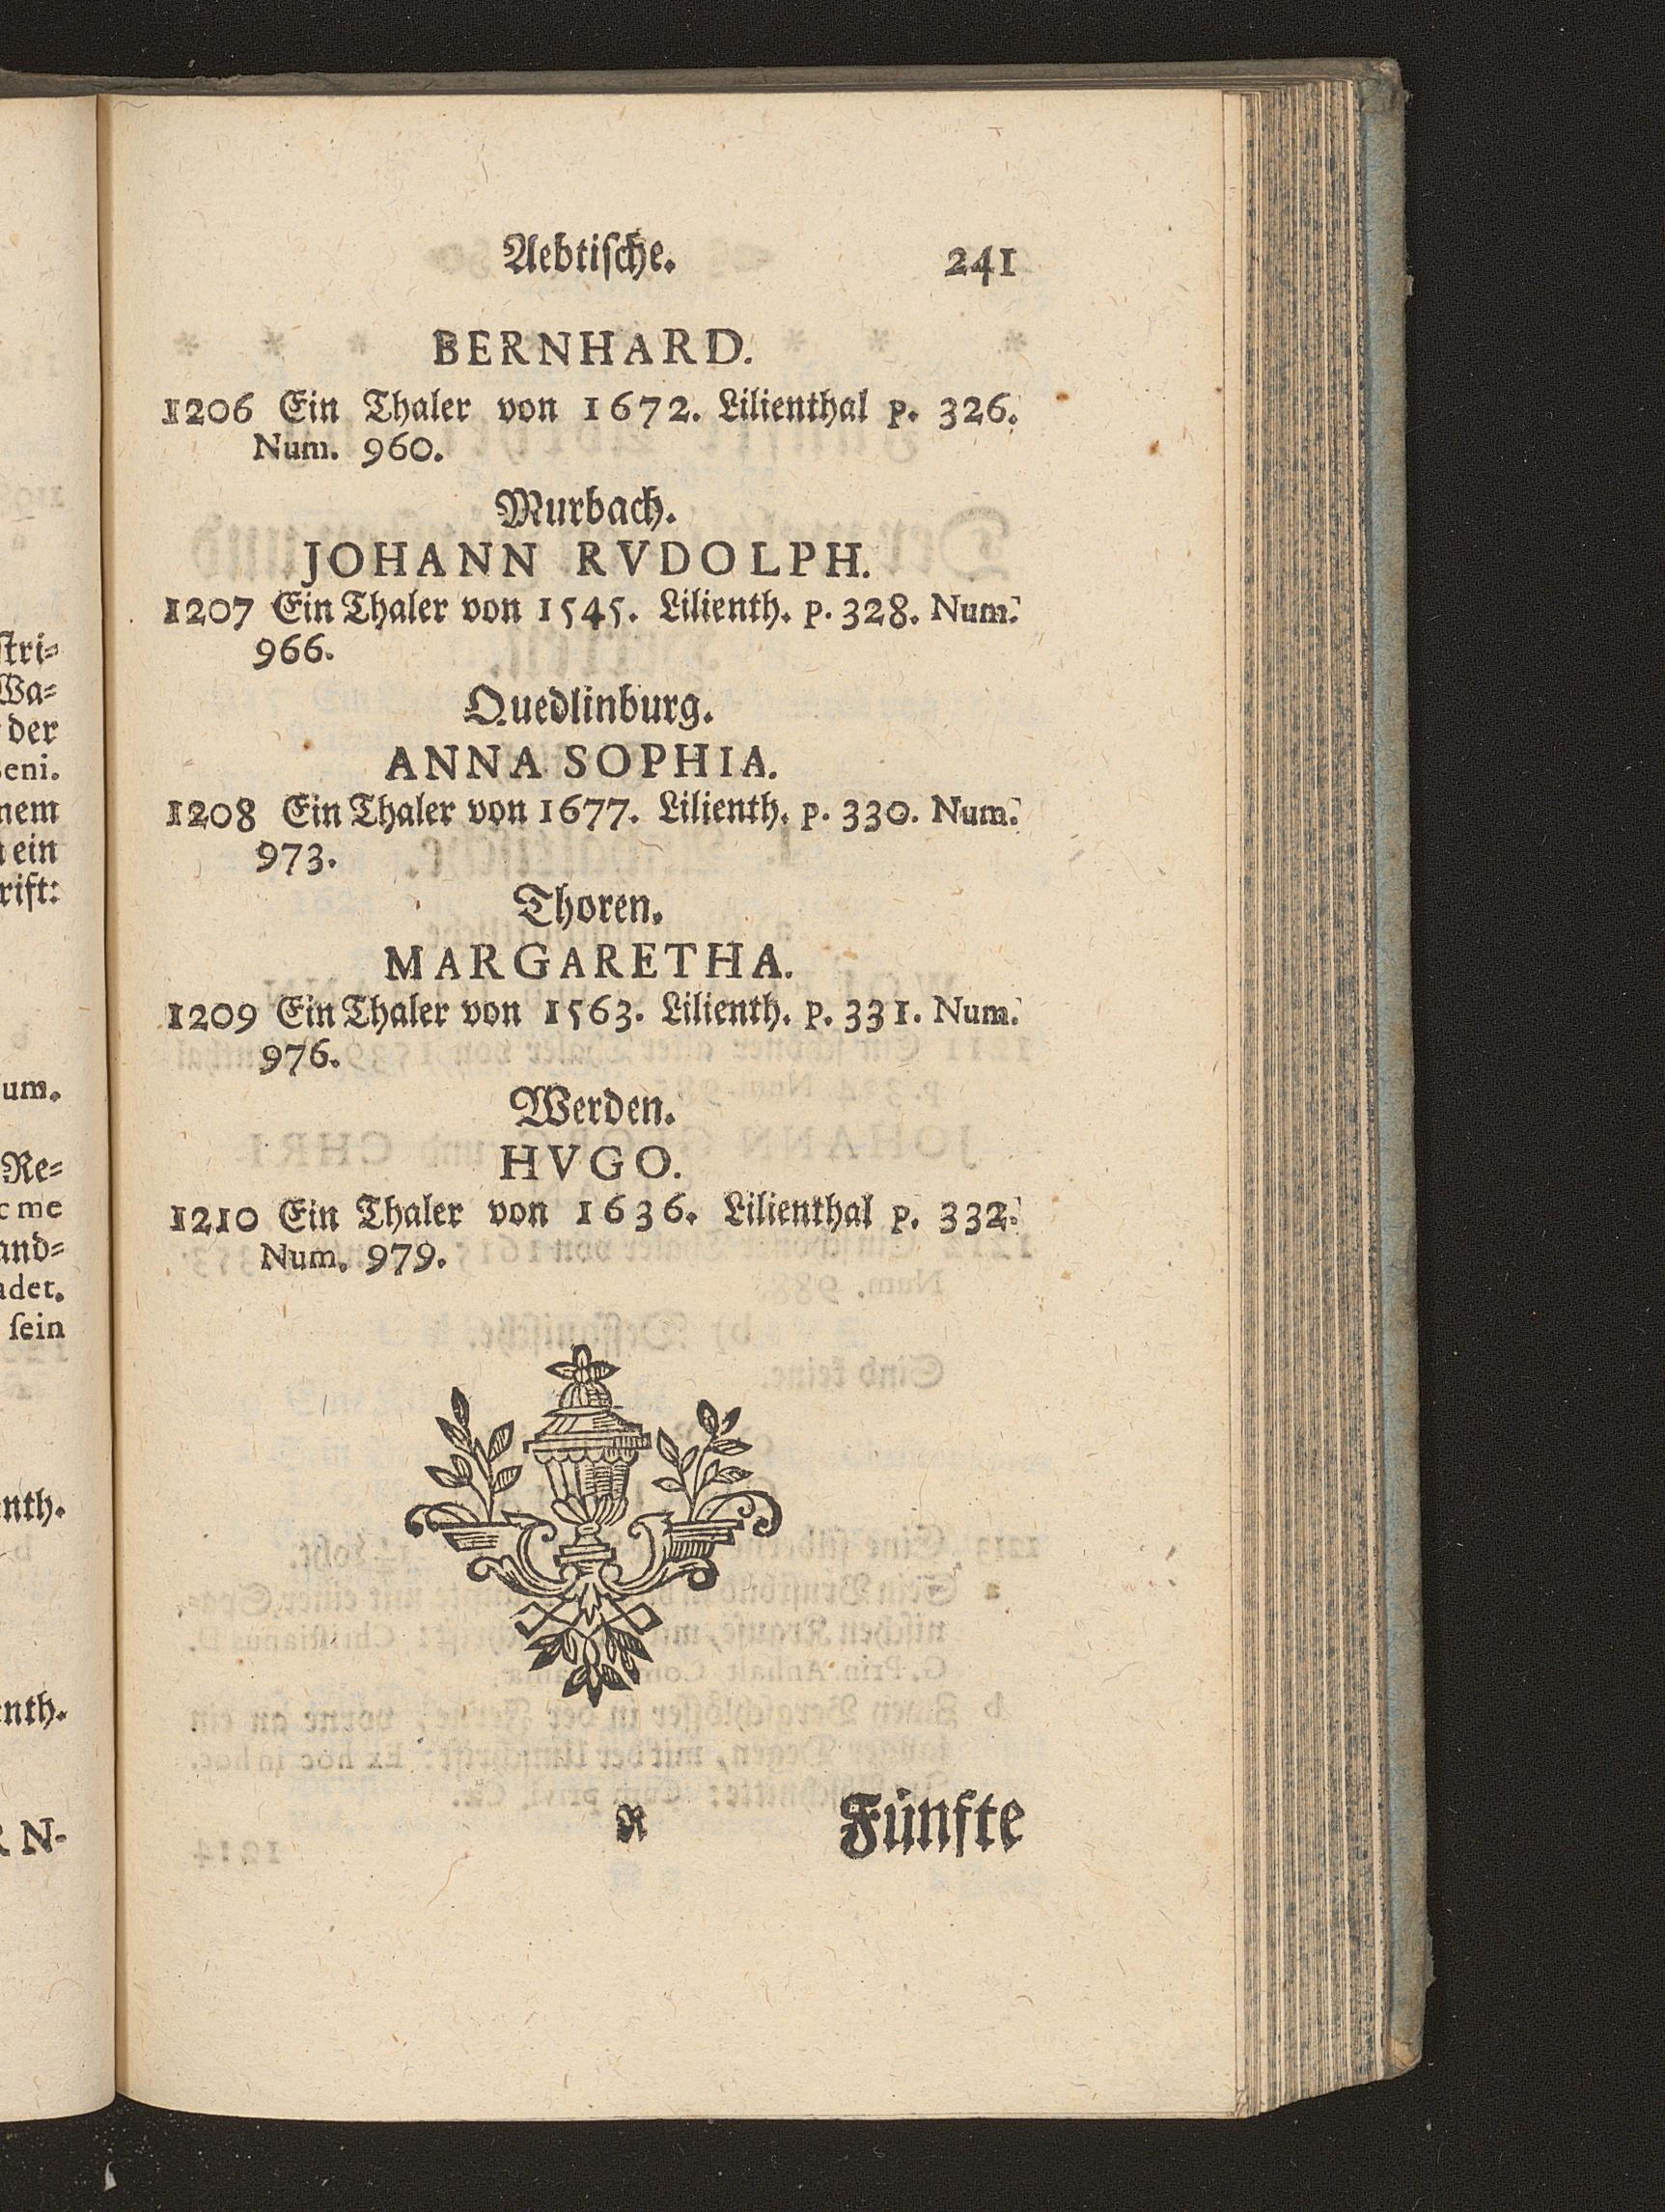 Aebtische. 241
BERNHARD.
1206 Ein Thaler von 1672. Lilienthal p. 326.
Num. 960.
Murbach.
JOHANN RVDOLPH.
1207 Ein Thaler von 1545. Lilienth. p. 328. Num.
966.
Quedlinburg.
ANNA SOPHIA.
1208 Ein Thaler von 1677. Lilienth. p. 330. Num.
973.
Thoren.
MARGARETHA.
1209 Ein Thaler von 1563. Lilienth. p. 331. Num.
976.
Werden.
HVGO.
1210 Ein Thaler von 1636. Lilienthal p. 332.
Num. 979.
R Fünfte